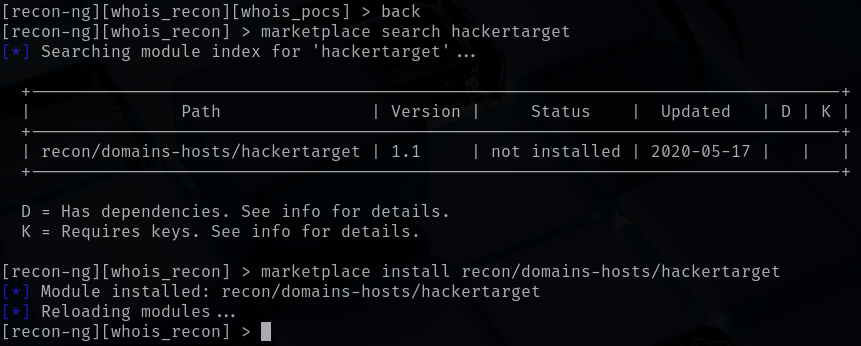 [recon-ng][whois_recon][whois_pocs] > back
[recon-ng][whois_recon] > marketplace search hackertarget
[*] Searching module index for 'hackertarget'...

  +---------------------------------------------------------------------------------+
  |               Path               | Version |     Status    |  Updated   | D | K |
  +---------------------------------------------------------------------------------+
  | recon/domains-hosts/hackertarget | 1.1     | not installed | 2020-05-17 |   |   |
  +---------------------------------------------------------------------------------+

  D = Has dependencies. See info for details.
  K = Requires keys. See info for details.

[recon-ng][whois_recon] > marketplace install recon/domains-hosts/hackertarget
[*] Module installed: recon/domains-hosts/hackertarget
[*] Reloading modules...
[recon-ng][whois_recon] >